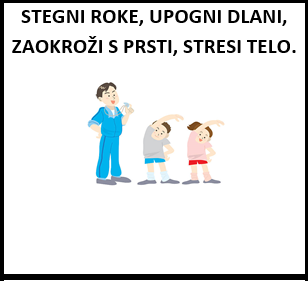 STEGNI ROKE, UPOGNI DLANI,
ZAOKROŽI S PRSTI, STRESI TELO.